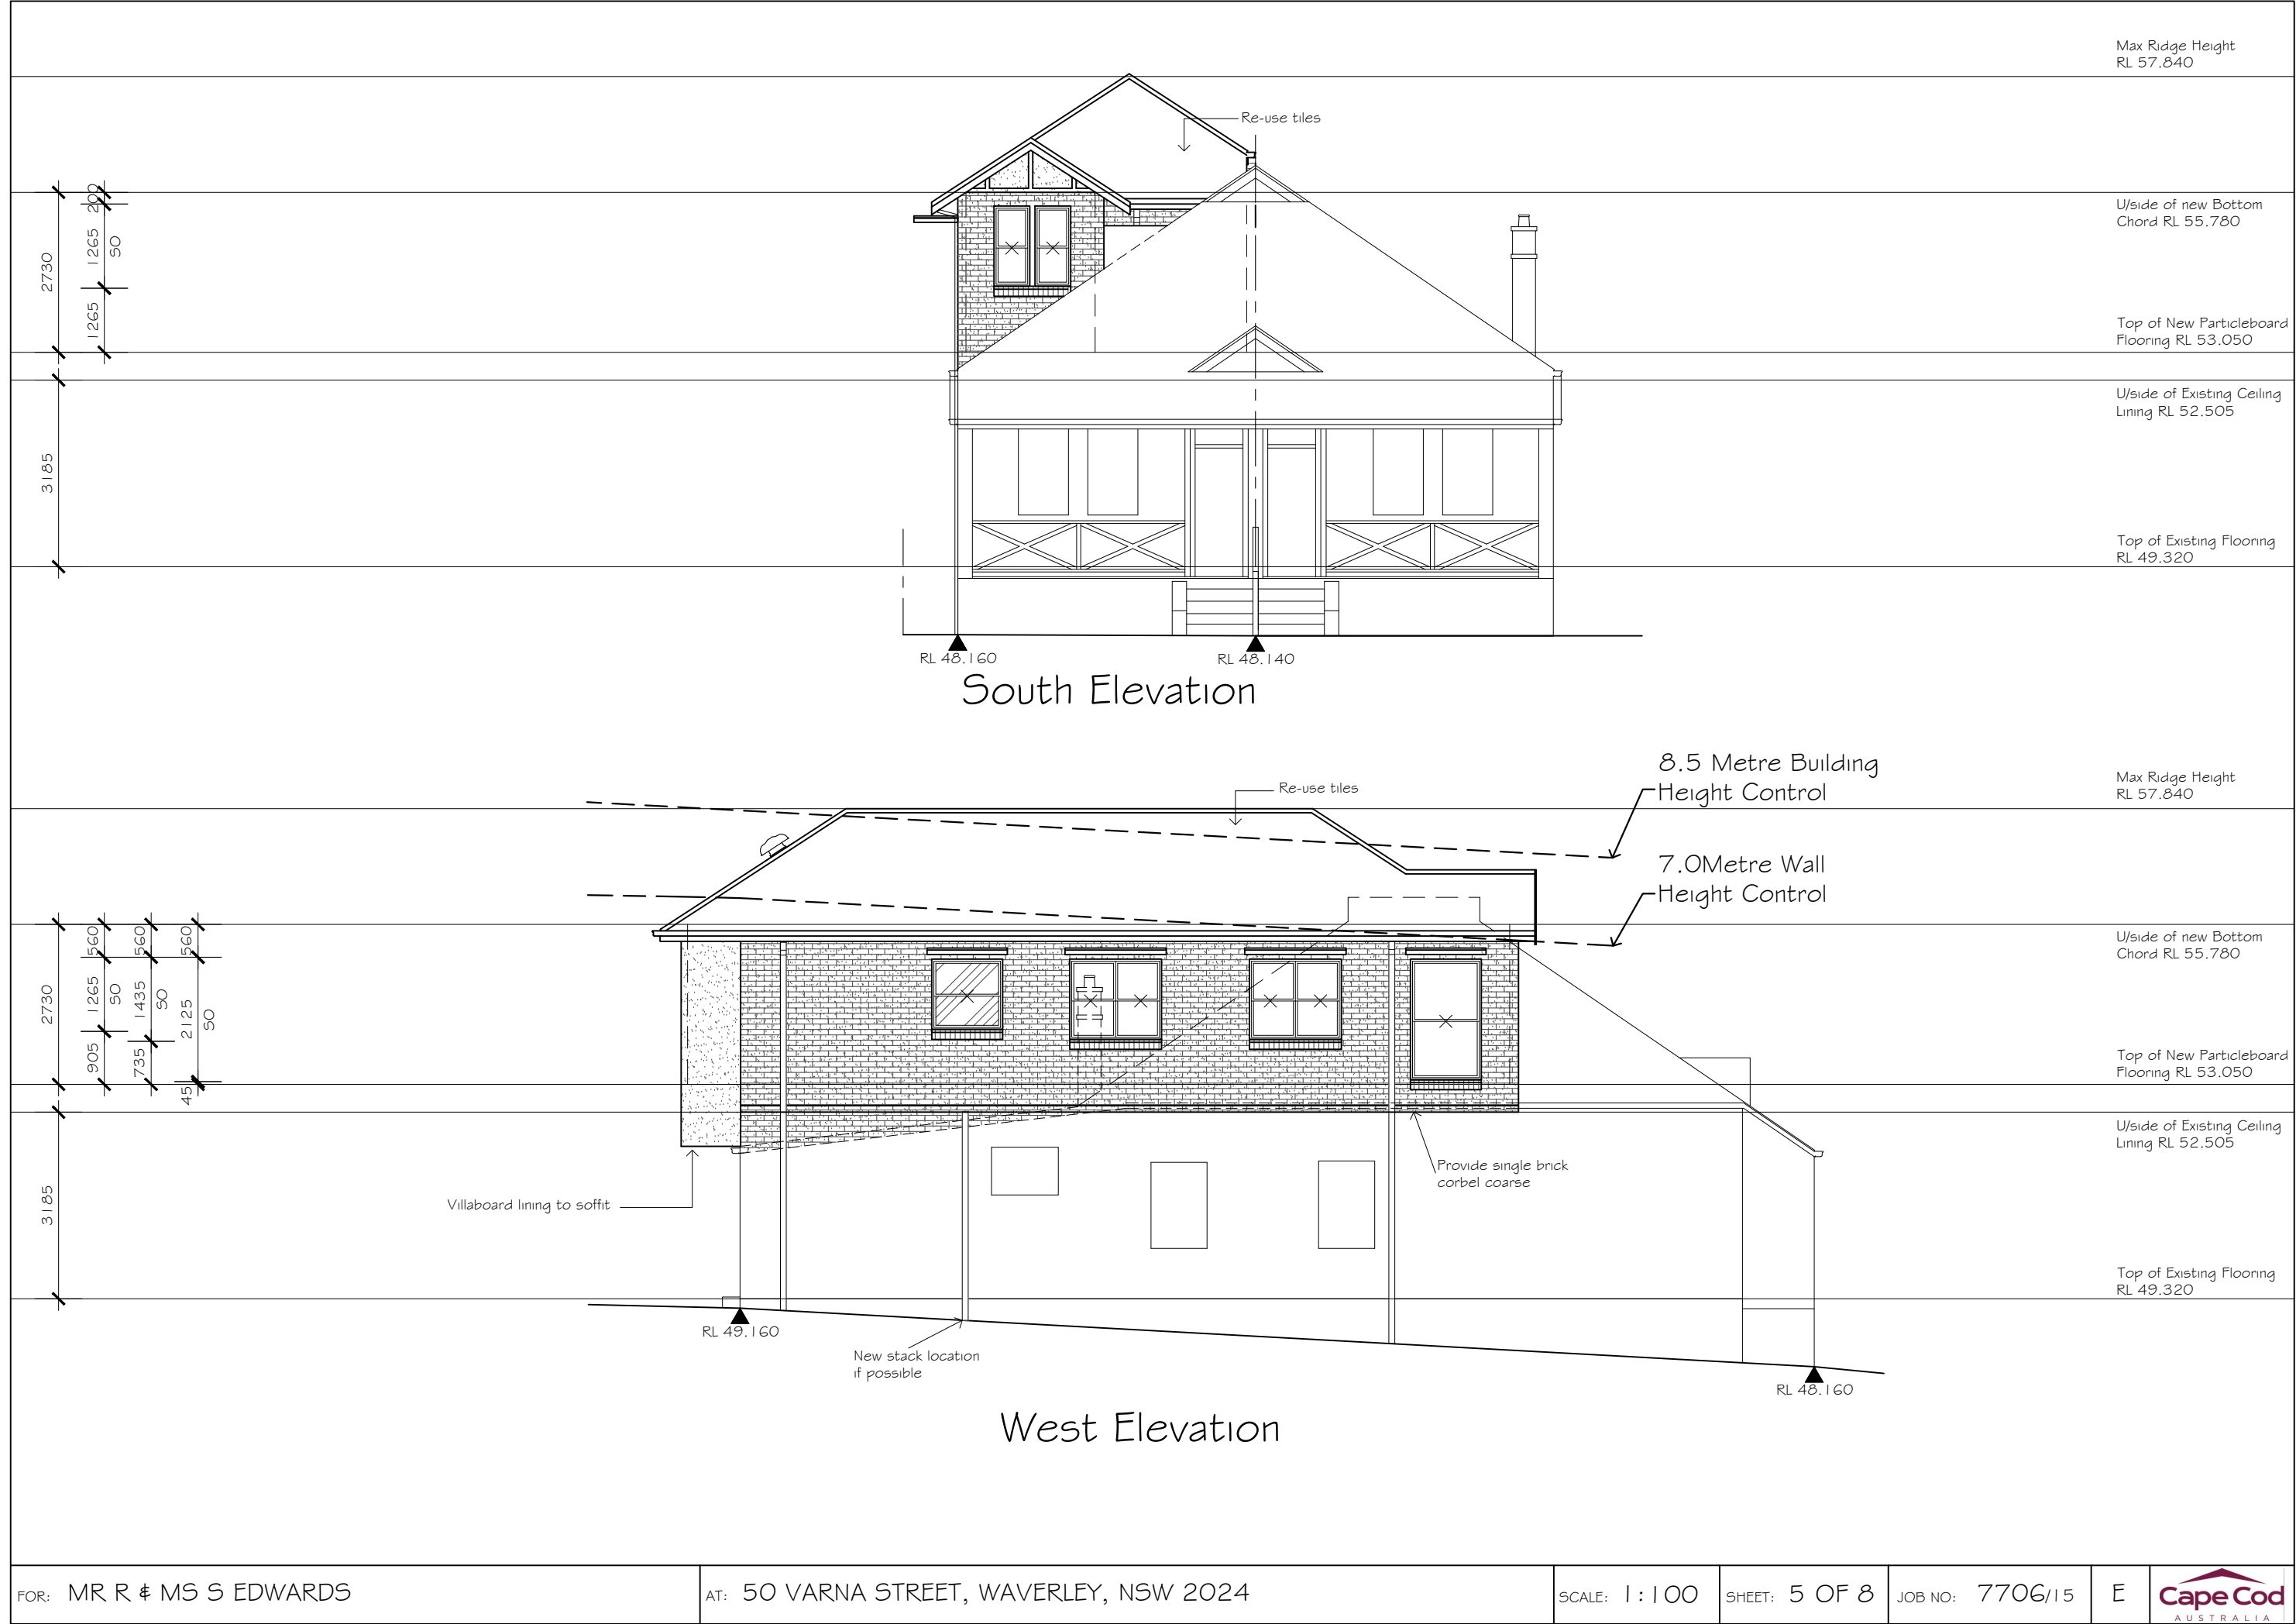 Max Ridge Height
RL 57.840
Re-use tiles
200
1265
50
2730
1265
U/side of new Bottom
Chord RL 55.780
Top of New Particleboard
Flooring RL 53.050
U/side of Existing Ceiling
Lining RL 52.505
3185
Top of Existing Flooring
RL 49.320
RL 48.160
RL 48.140
South Elevation
8.5 Metre Building
Height Control
Re-use tiles
Max Ridge Height
RL 57.840
7.0Metre Wall
Height Control
560
560
560
2730
1265
SO
1435
SO
2125
SO
905
735
45
U/side of new Bottom
Chord RL 55.780
Top of New Particleboard
Flooring RL 53.050
U/side of Existing Ceiling
Lining RL 52.505
Provide single brick
corbel coarse
Villaboard lining to soffit
3185
Top of Existing Flooring
RL 49.320
RL 49.160
New stack location
if possible
RL 48.160
West Elevation
FOR: MR R & MS S EDWARDS
AT: 50 VARNA STREET, WAVERLEY, NSW 2024
SCALE: 1:100
SHEET: 5 OF 8
JOB NO: 7706/15
E
Cape Cod
AUSTRALIA